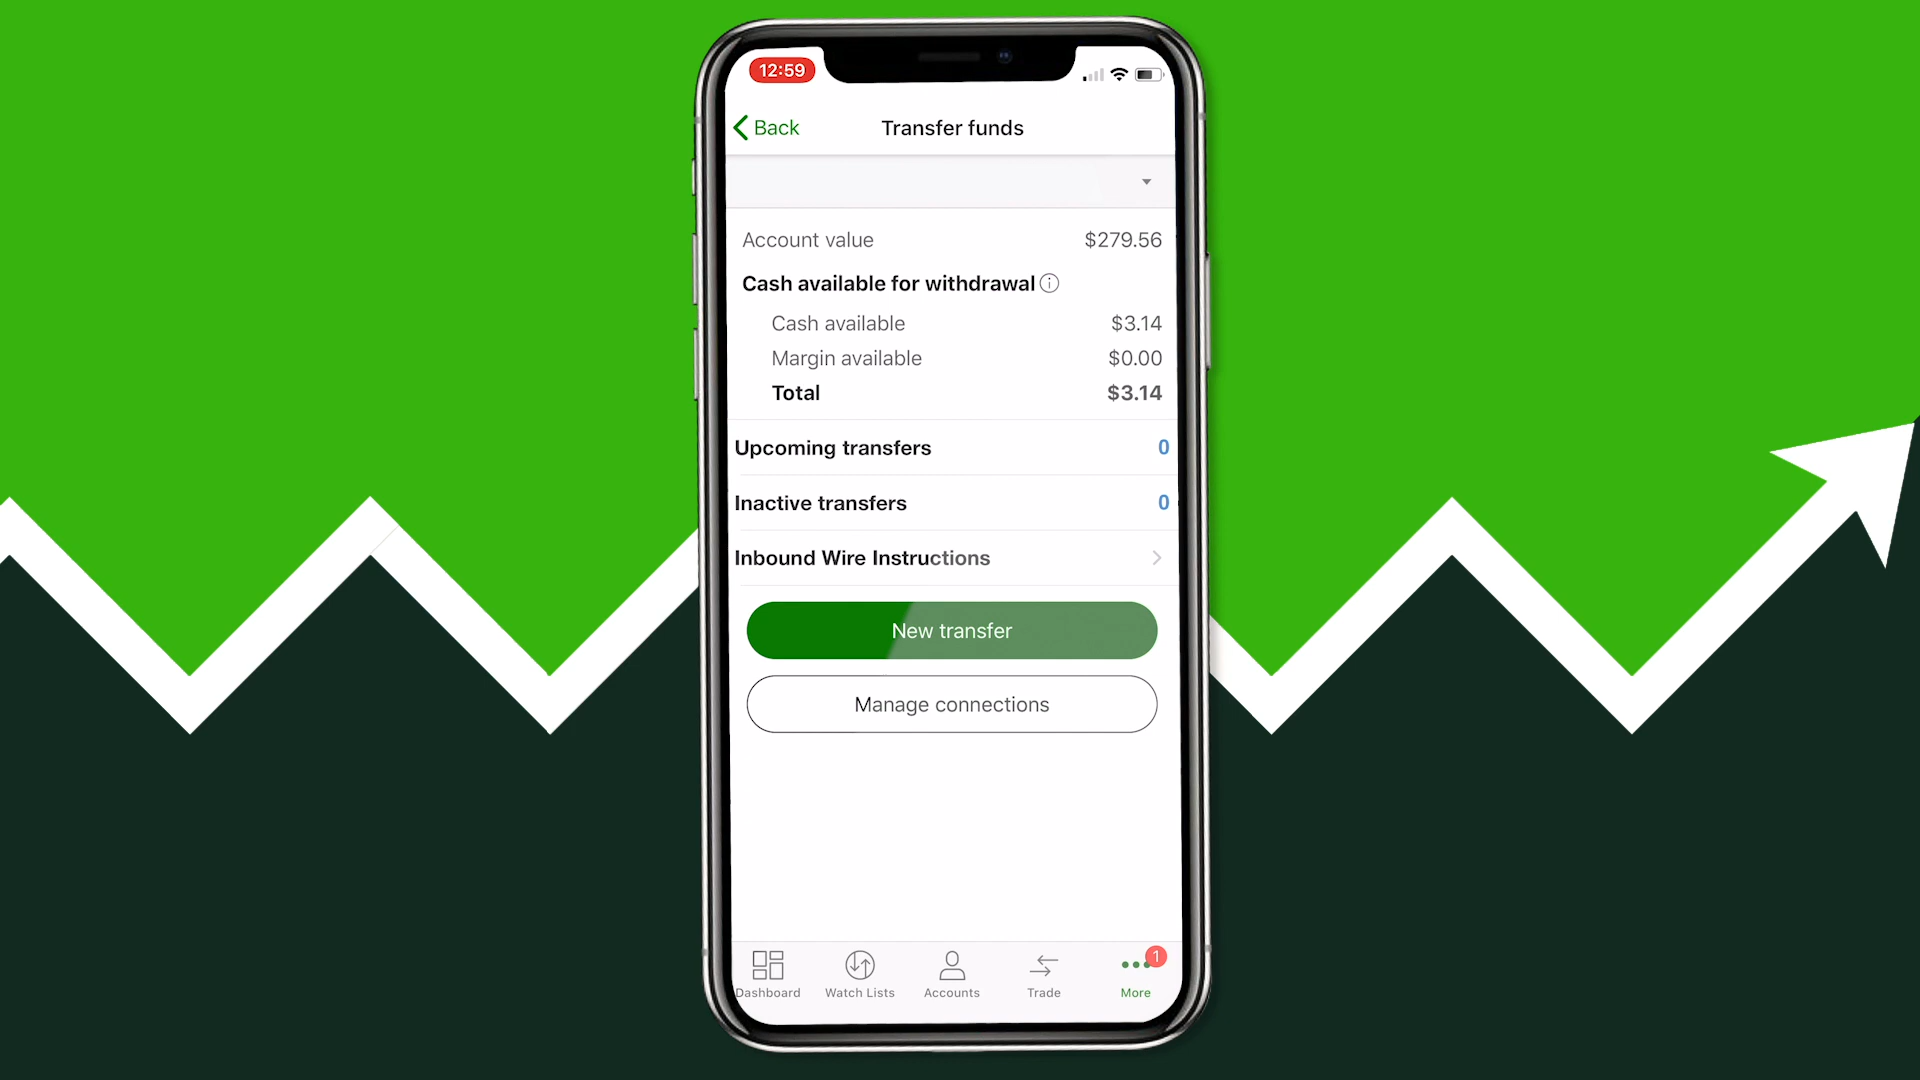 12:59
Back
Transfer funds
Account value $279.56
Cash available for withdrawal
Cash available $3.14
Margin available $0.00
Total $3.14
Upcoming transfers 0
Inactive transfers 0
Inbound Wire Instructions
New transfer
Manage connections
1
Dashboard Watch Lists Accounts Trade More